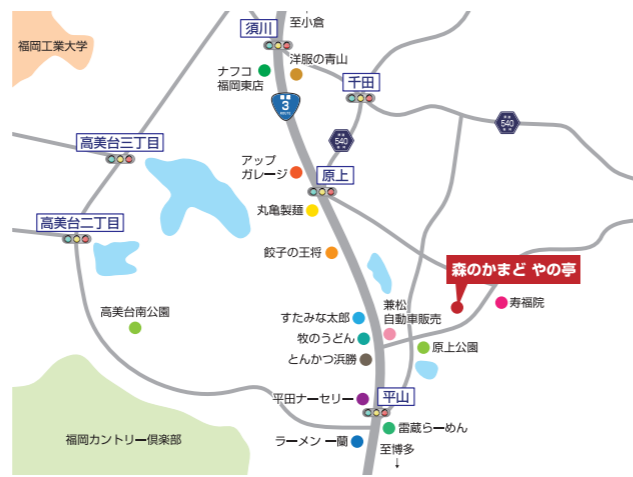 至小倉
須川
福岡工業大学
洋服の青山
ナフコ
福岡東店
千田
3
540
540
高美台三丁目
アップ
ガレージ
原上
丸亀製麺
高美台二丁目
餃子の王将
森のかまど やの亭
兼松
自動車販売
寿福院
高美台南公園
すたみな太郎
牧のうどん
原上公園
とんかつ浜勝
平田ナーセリー
平山
雷蔵らーめん
福岡カントリー倶楽部
ラーメン 一蘭
至博多
↓